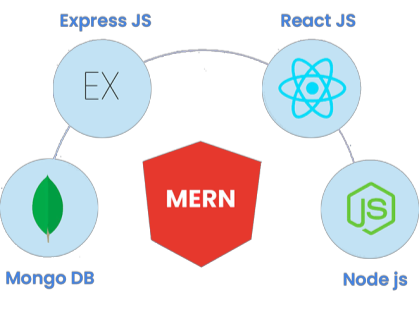 Express JS
React JS
EX
MERN
JS
Mongo DB
Node js